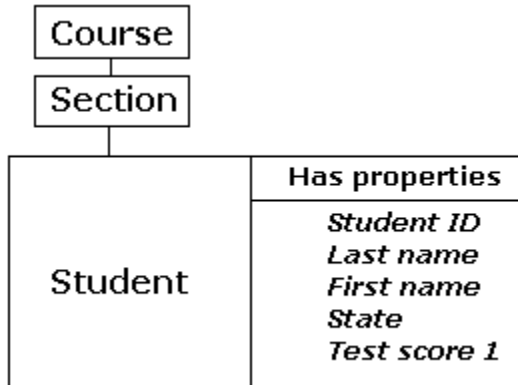 Course
Section
Has properties
Student
Student ID
Last name
First name
State
Test score 1